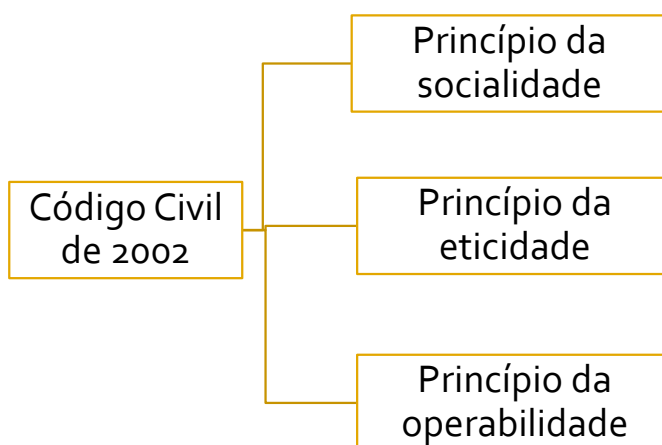 Código Civil
de 2002
Princípio da
socialidade
Princípio da
eticidade
Princípio da
operabilidade